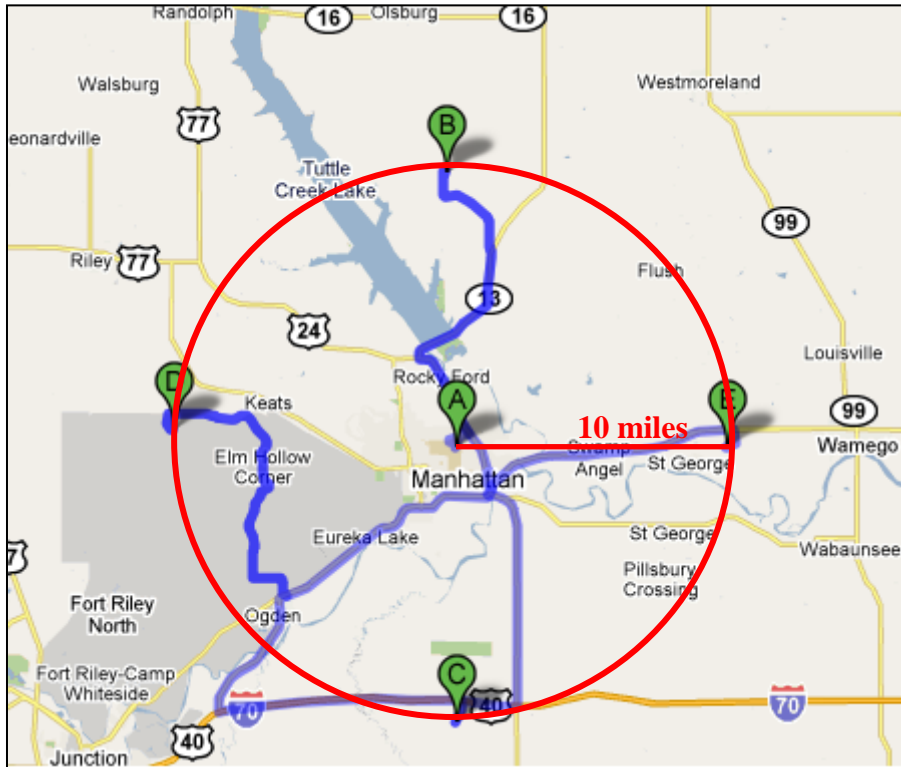 Randolph
16
Olsburg
16
Walsburg
Westmoreland
77
eonardville
B
Tuttle
Creek Lake
99
Riley
77
Flush
13
24
Louisville
Rocky Ford
D
Keats
A
E
99
10 miles
Wamego
Elm Hollow
Corner
Swamp
Angel
St George
Manhattan
Eureka Lake
St George
Wabaunsee
7
Pillsbury
Crossing
Fort Riley
North
Ogden
Fort Riley-Camp
Whiteside
C
70
40
70
40
Junction